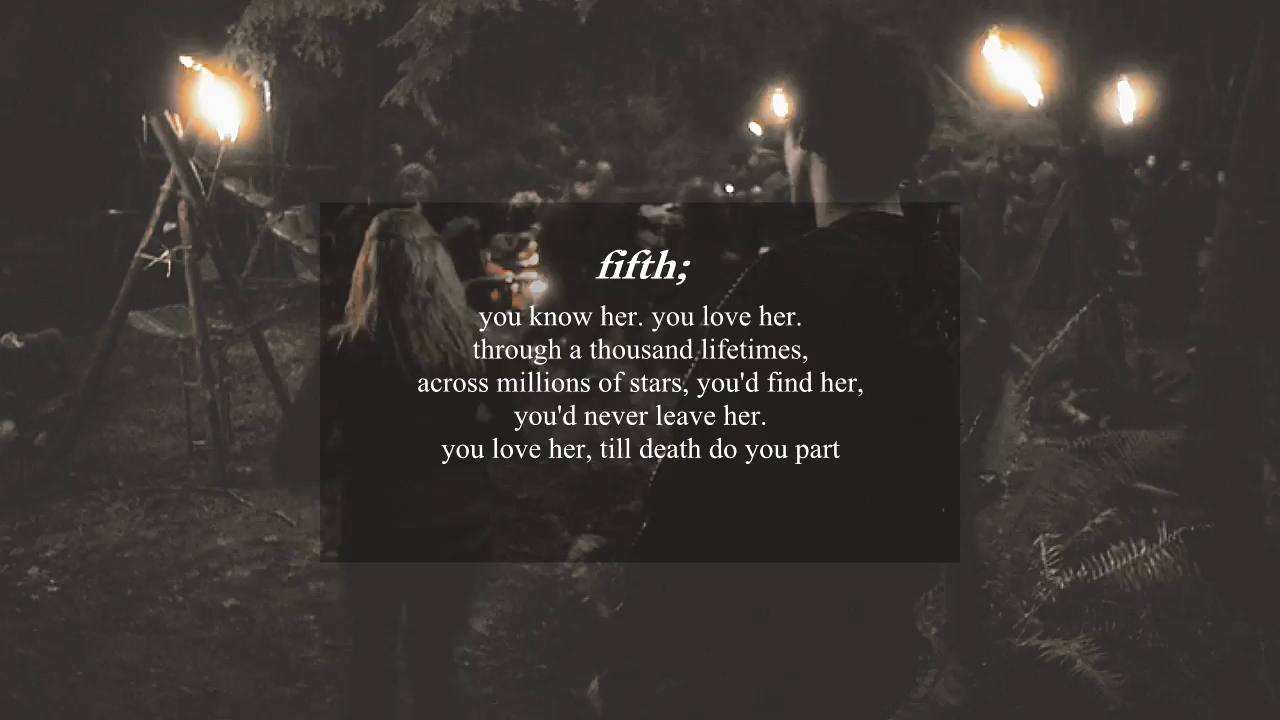 fifth;
you know her. you love her.
through a thousand lifetimes,
across millions of stars, you'd find her,
you'd never leave her.
you love her, till death do you part